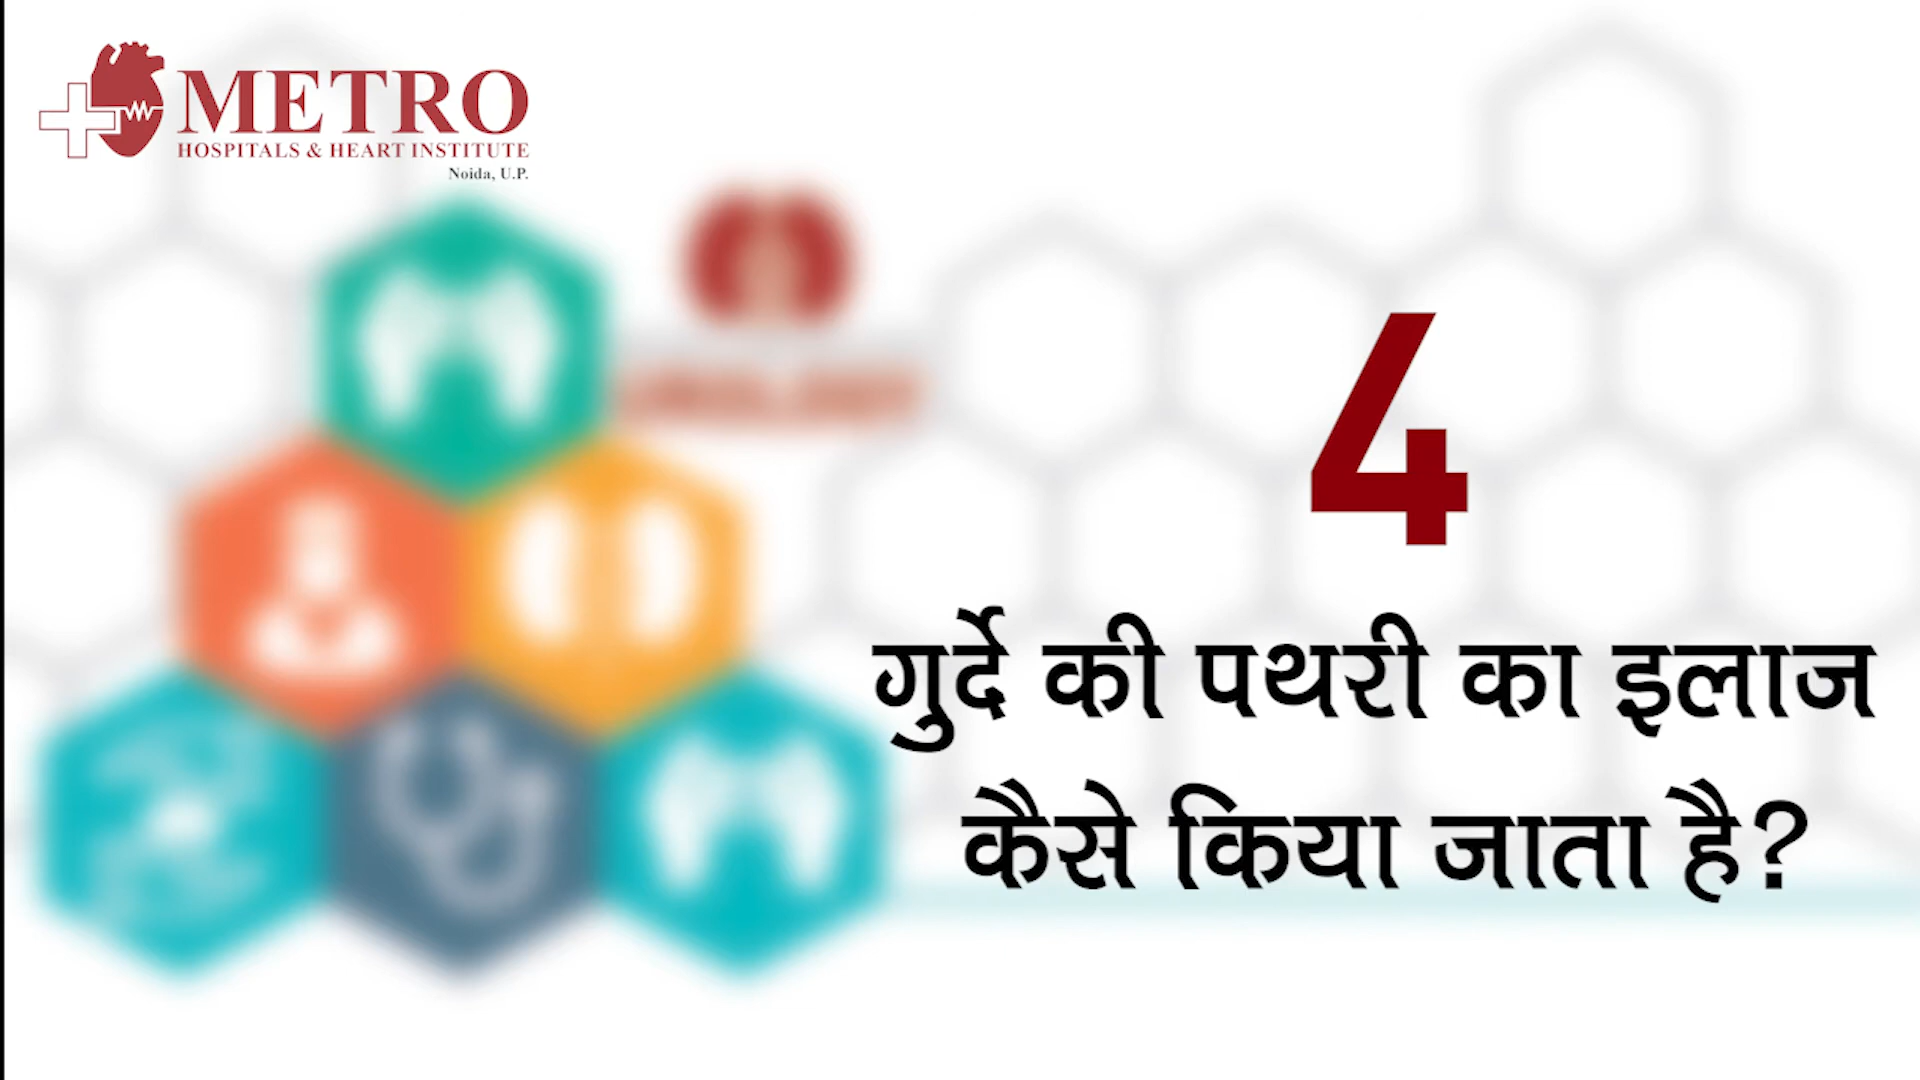 METRO
HOSPITALS & HEART INSTITUTE
Noida, U.P.
4
गुर्दे की पथरी का इलाज
कैसे किया जाता है?